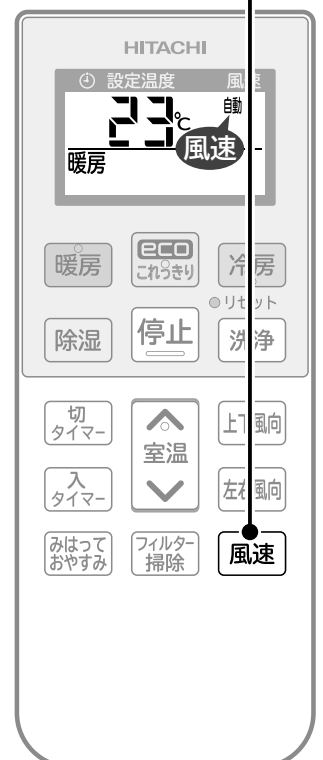 HITACHI
設定温度 風速
23℃ 自動
風速
暖房
暖房 eco これっきり 冷房
リセット
除湿 停止 洗浄
切タイマー 室温 上下風向
入タイマー 左右風向
みはっておやすみ フィルター掃除 風速